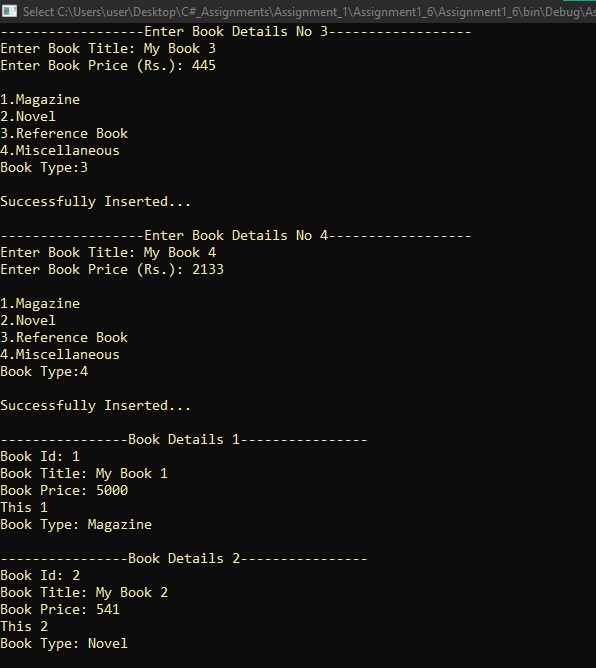 Select C:\Users\user\Desktop\C#_Assignments\Assignment_1\Assignment1_6\Assignment1_6\bin\Debug\As
------------------Enter Book Details No 3------------------
Enter Book Title: My Book 3
Enter Book Price (Rs.): 445
1.Magazine
2.Novel
3.Reference Book
4.Miscellaneous
Book Type:3
Successfully Inserted...
------------------Enter Book Details No 4------------------
Enter Book Title: My Book 4
Enter Book Price (Rs.): 2133
1.Magazine
2.Novel
3.Reference Book
4.Miscellaneous
Book Type:4
Successfully Inserted...
----------------Book Details 1----------------
Book Id: 1
Book Title: My Book 1
Book Price: 5000
This 1
Book Type: Magazine
----------------Book Details 2----------------
Book Id: 2
Book Title: My Book 2
Book Price: 541
This 2
Book Type: Novel